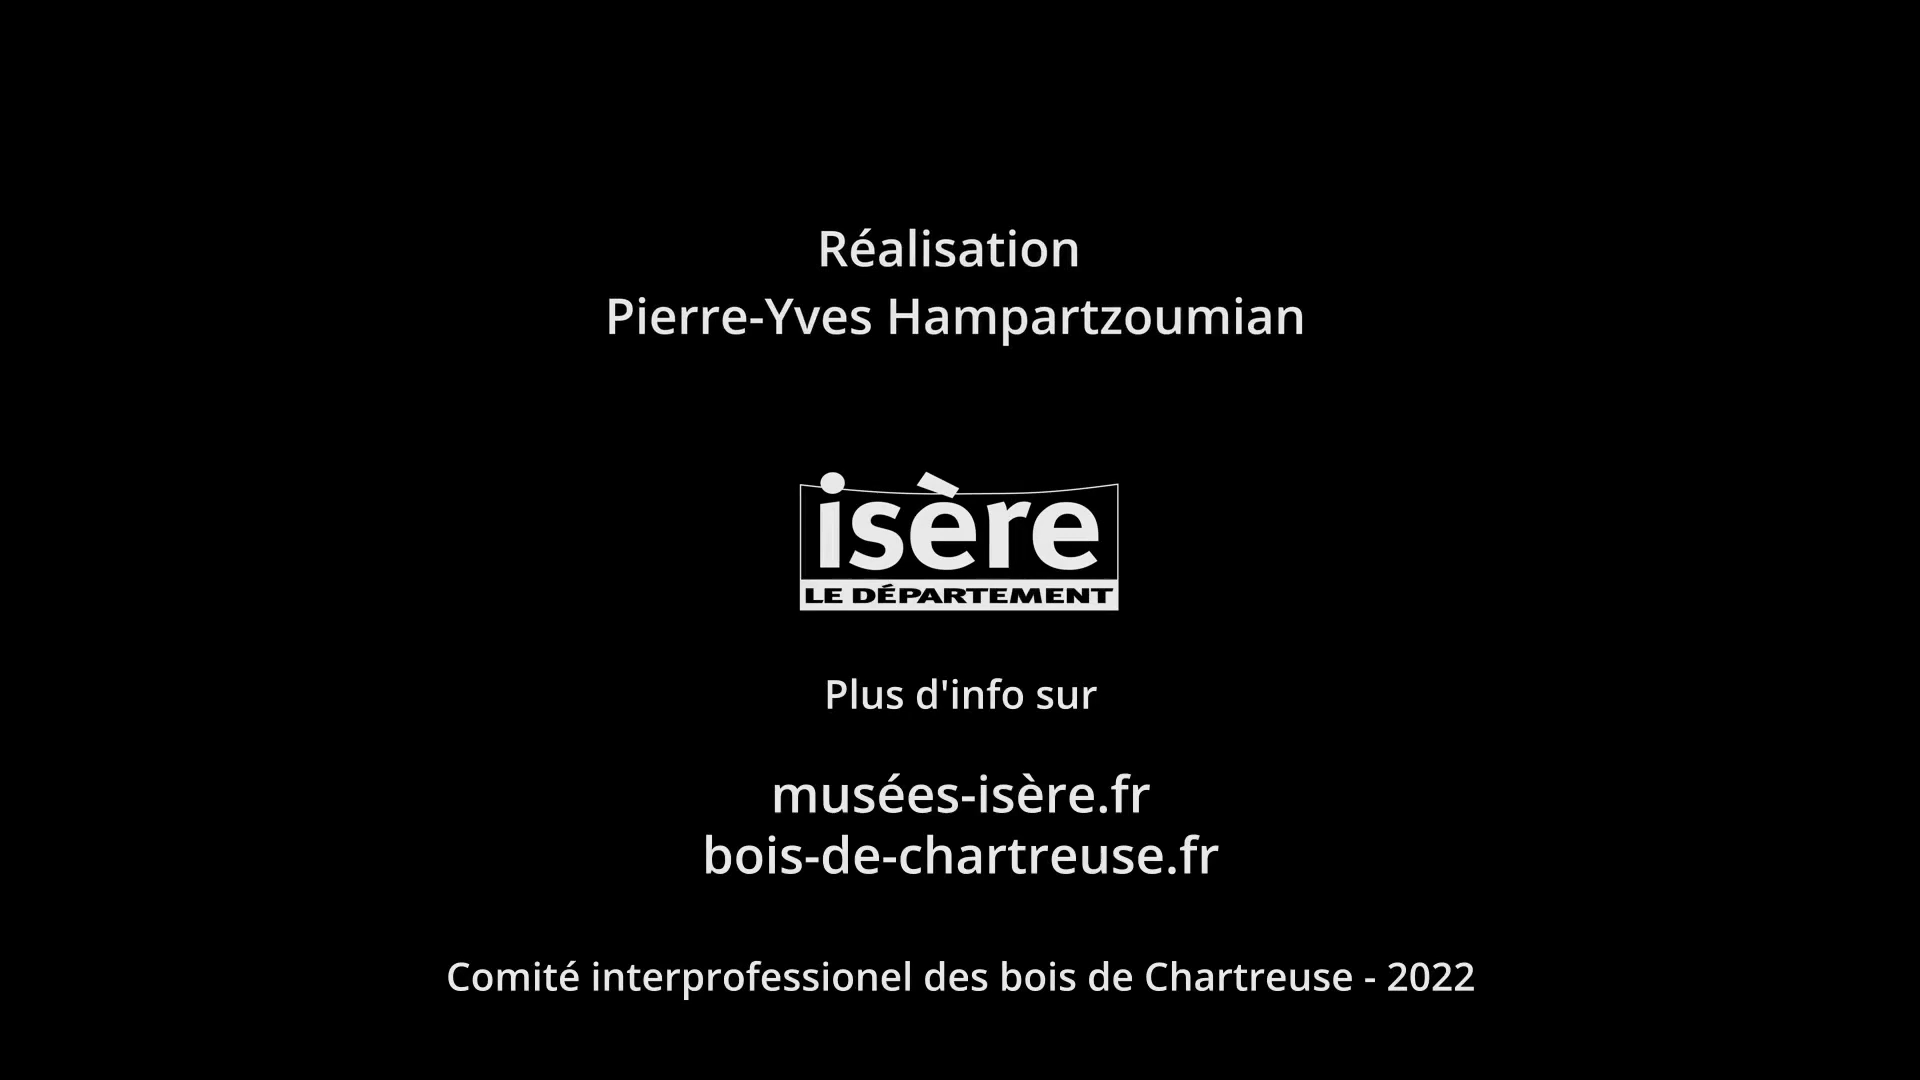 Réalisation
Pierre-Yves Hampartzoumian
isère
LE DÉPARTEMENT
Plus d'info sur
musées-isère.fr
bois-de-chartreuse.fr
Comité interprofessionel des bois de Chartreuse - 2022